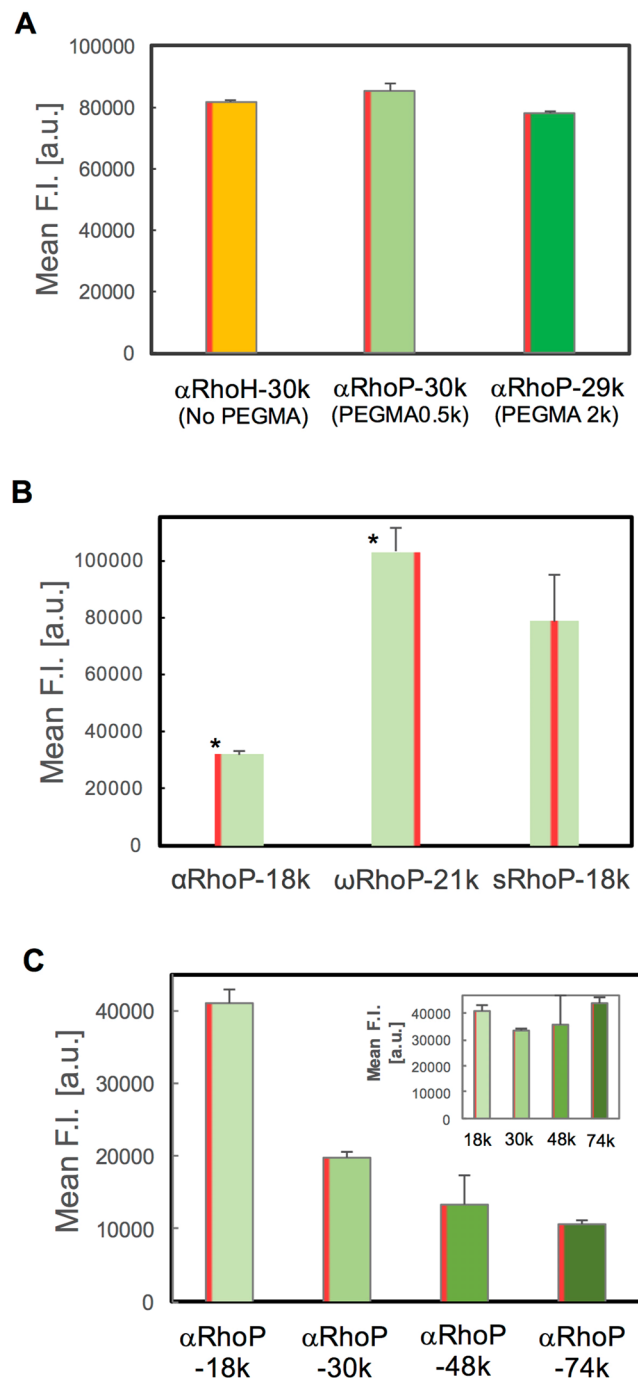 A
Mean F.I. [a.u.]
100000
80000
60000
40000
20000
0
αRhoH-30k αRhoP-30k αRhoP-29k
(No PEGMA) (PEGMA0.5k) (PEGMA 2k)
B
Mean F.I. [a.u.]
100000
80000
60000
40000
20000
0
* *
αRhoP-18k ωRhoP-21k sRhoP-18k
C
Mean F.I. [a.u.]
40000
30000
20000
10000
0
Mean F.I.
[a.u.]
40000
30000
20000
10000
0
18k 30k 48k 74k
αRhoP αRhoP αRhoP αRhoP
-18k -30k -48k -74k